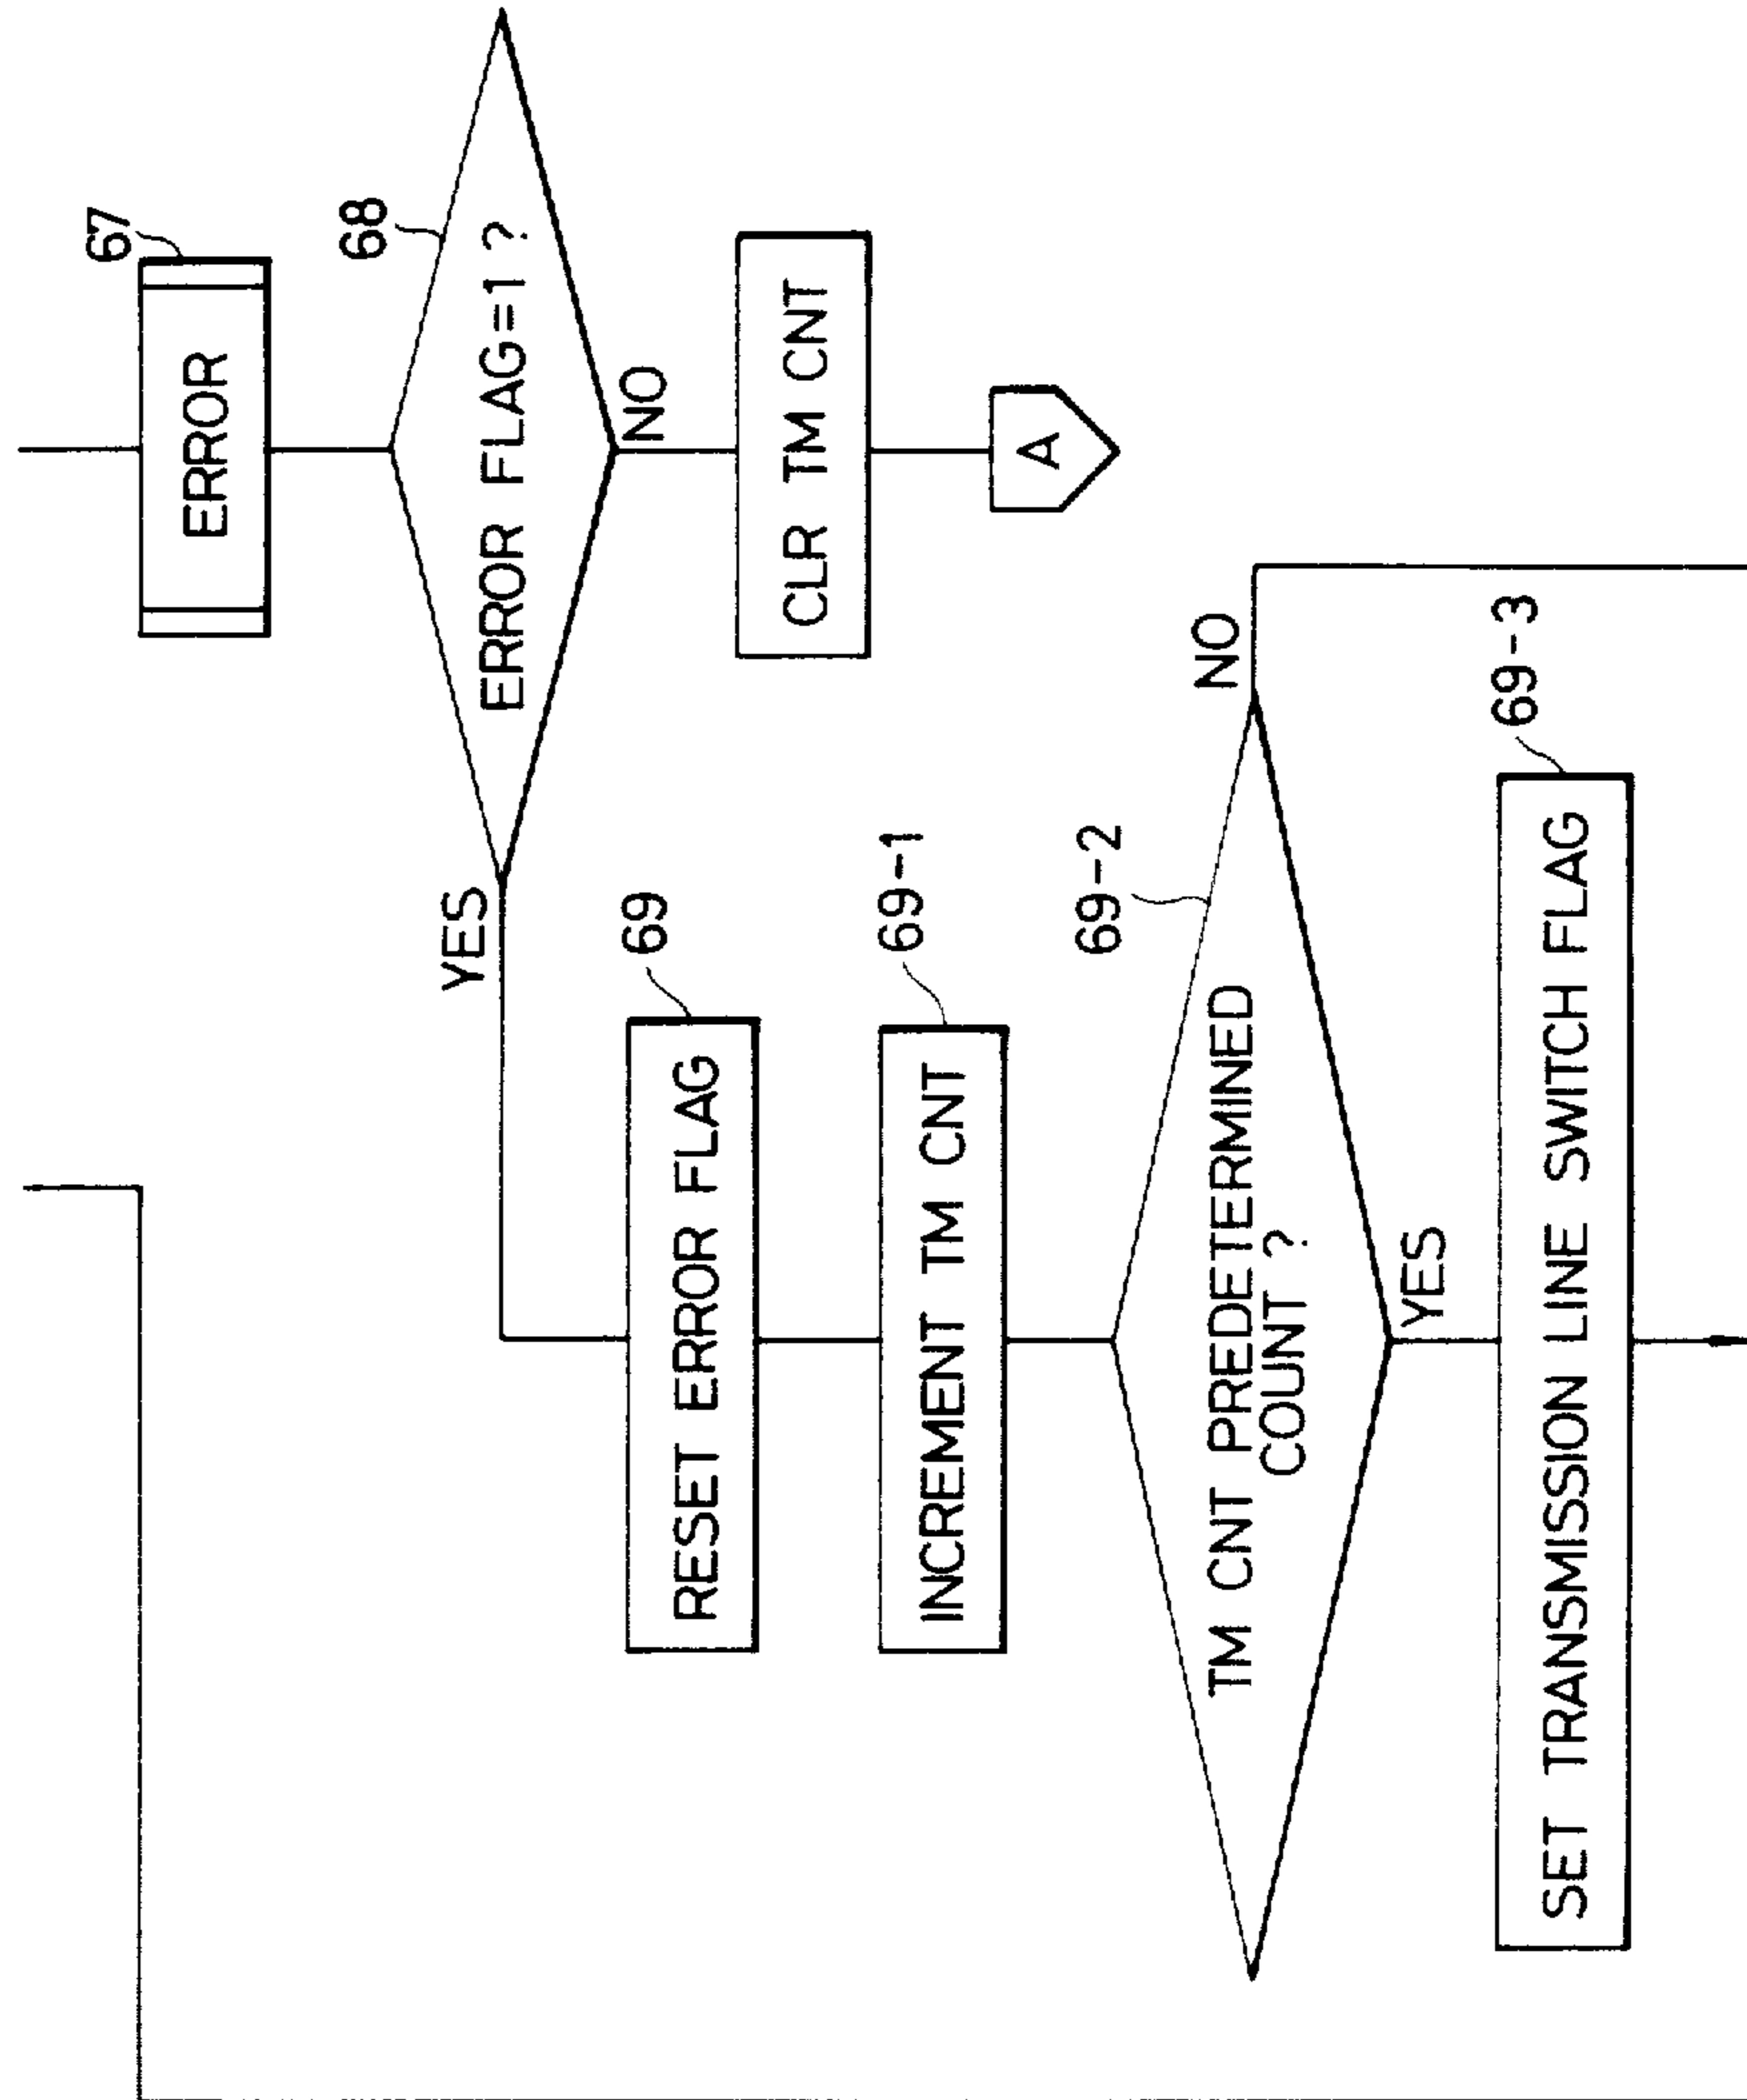 67
ERROR
68
ERROR FLAG=1 ?
YES
NO
CLR TM CNT
A
69
RESET ERROR FLAG
69-1
INCREMENT TM CNT
69-2
TM CNT PREDETERMINED
COUNT ?
NO
YES
69-3
SET TRANSMISSION LINE SWITCH FLAG